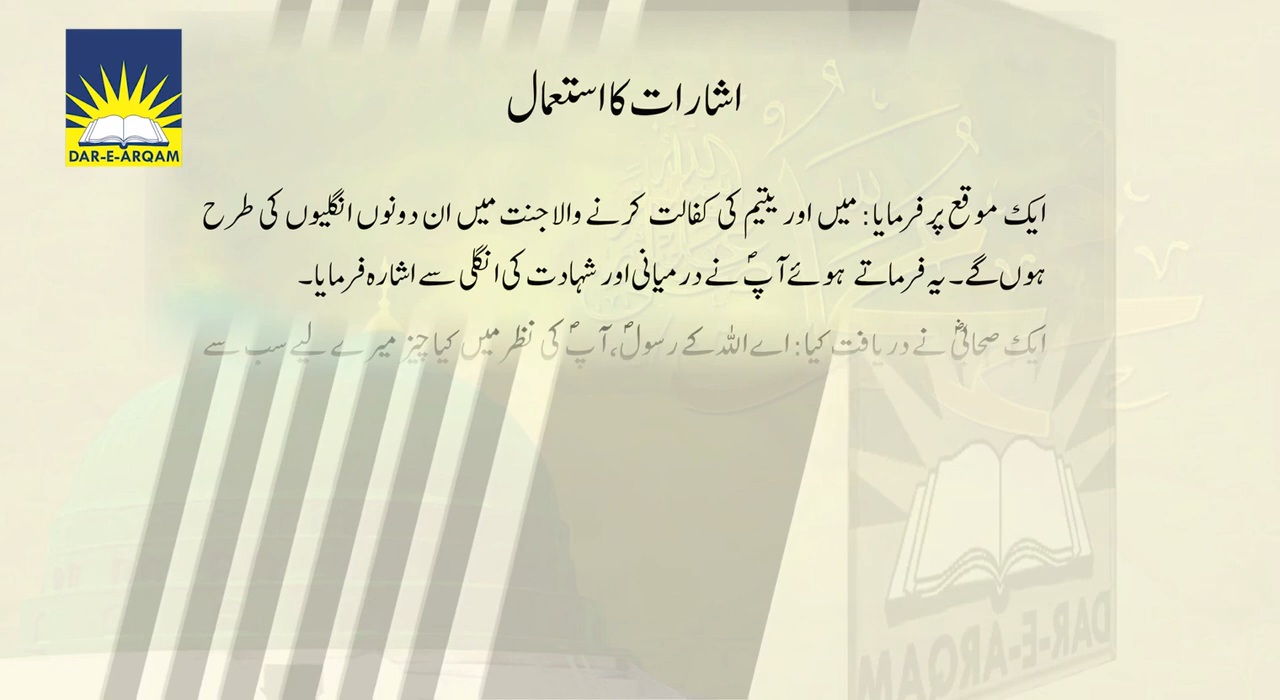 DAR-E-ARQAM
اشارات کا استعمال
ایک موقع پر فرمایا: میں اور یتیم کی کفالت کرنے والا جنت میں ان دونوں انگلیوں کی طرح
ہوں گے۔ یہ فرماتے ہوئے آپؐ نے درمیانی اور شہادت کی انگلی سے اشارہ فرمایا۔
ایک صحابیؓ نے دریافت کیا: اے اللہ کے رسولؐ، آپؐ کی نظر میں کیا چیز میرے لیے سب سے
DAR-E-ARQAM